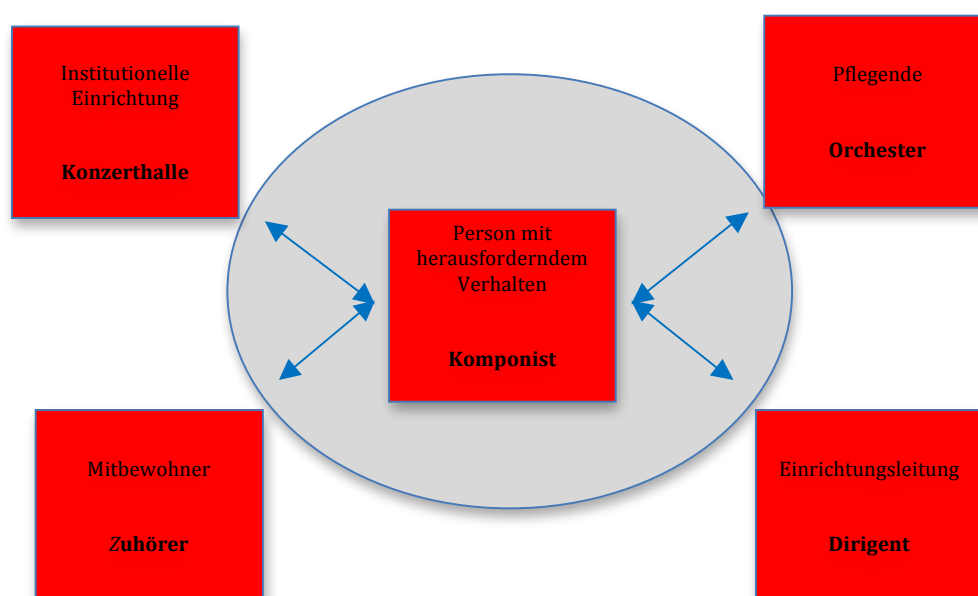 Institutionelle
Einrichtung
Konzerthalle
Pflegende
Orchester
Person mit
herausforderndem
Verhalten
Komponist
Mitbewohner
Zuhörer
Einrichtungsleitung
Dirigent